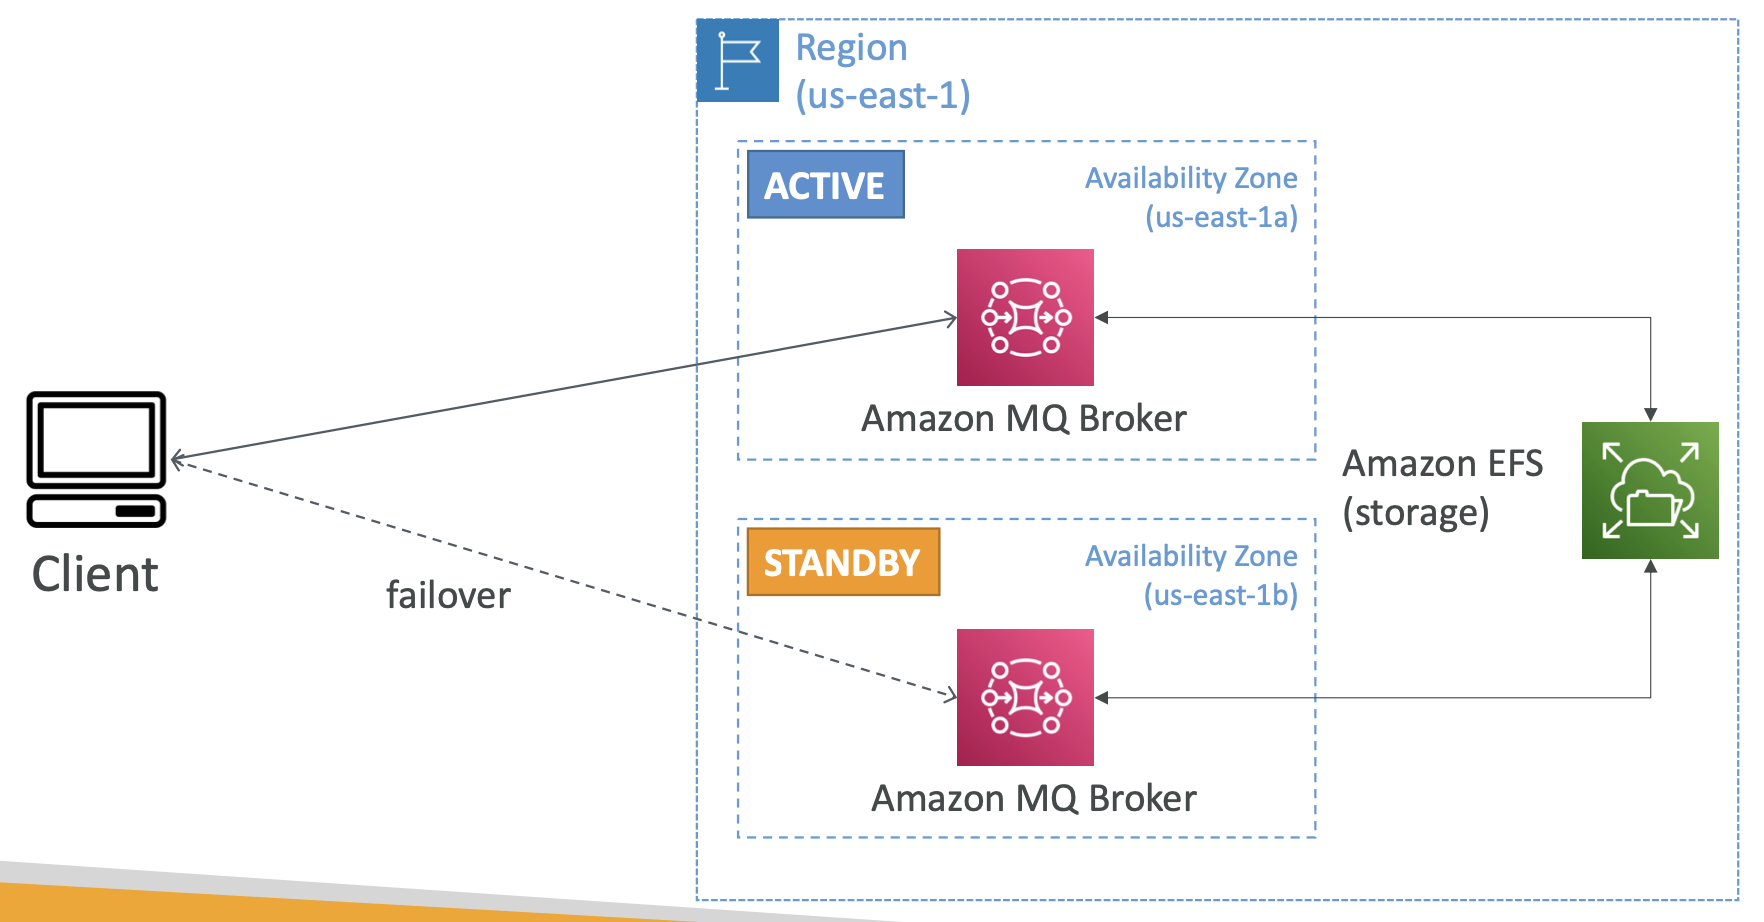 Region
(us-east-1)
ACTIVE
Availability Zone
(us-east-1a)
Amazon MQ Broker
Amazon EFS
(storage)
Client
failover
STANDBY
Availability Zone
(us-east-1b)
Amazon MQ Broker